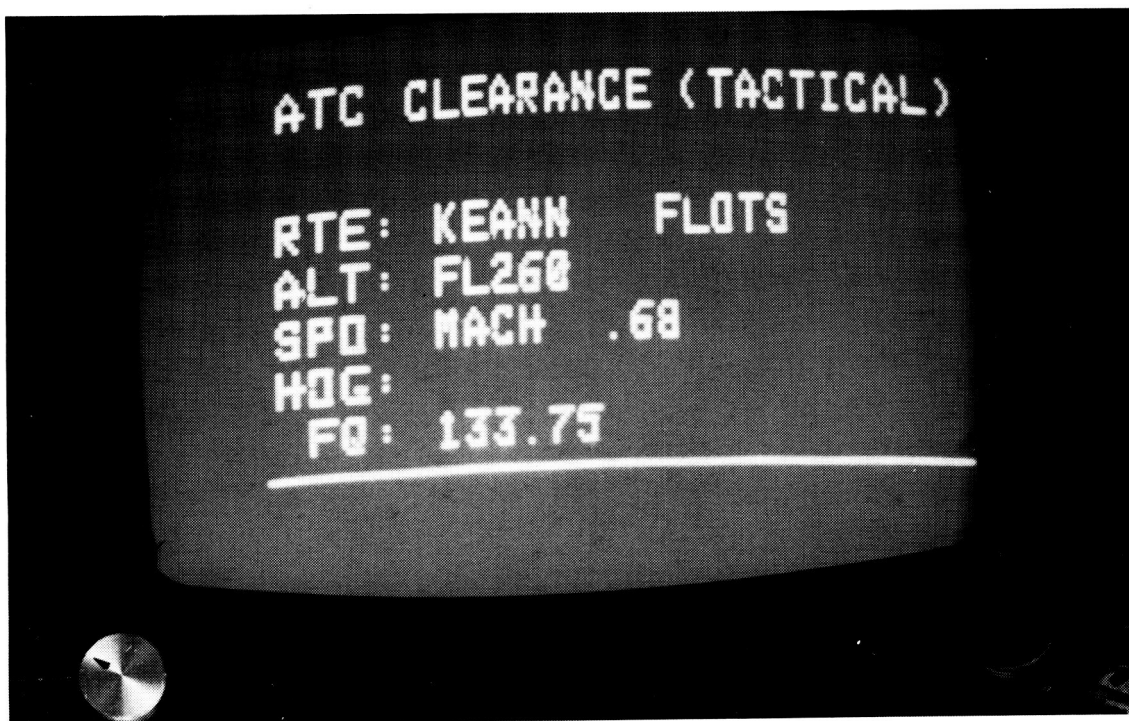 ATC CLEARANCE (TACTICAL)
RTE: KEANN FLOTS
ALT: FL260
SPD: MACH .68
HDG:
FQ: 133.75